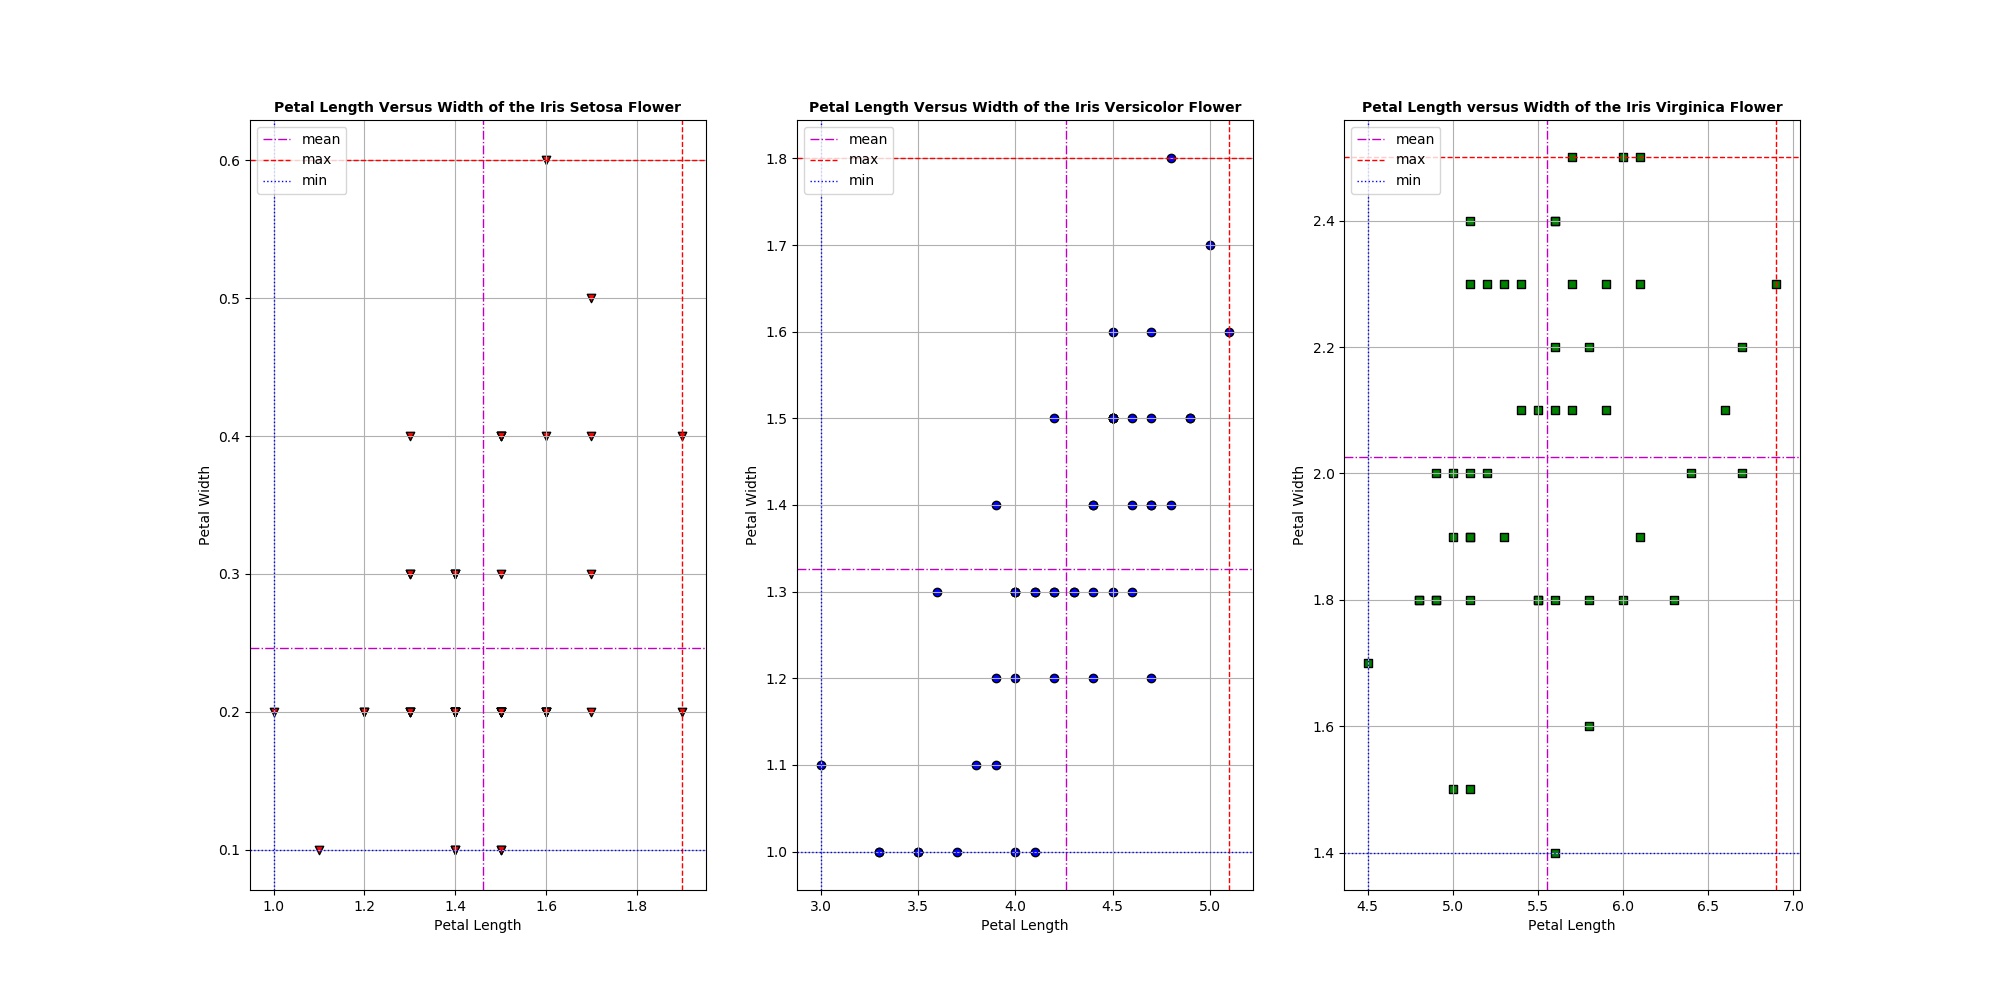 Petal Length Versus Width of the Iris Setosa Flower
mean
max
min
0.6
0.5
0.4
0.3
0.2
0.1
Petal Width
1.0 1.2 1.4 1.6 1.8
Petal Length
Petal Length Versus Width of the Iris Versicolor Flower
mean
max
min
1.8
1.7
1.6
1.5
1.4
1.3
1.2
1.1
1.0
Petal Width
3.0 3.5 4.0 4.5 5.0
Petal Length
Petal Length versus Width of the Iris Virginica Flower
mean
max
min
2.4
2.2
2.0
1.8
1.6
1.4
Petal Width
4.5 5.0 5.5 6.0 6.5 7.0
Petal Length